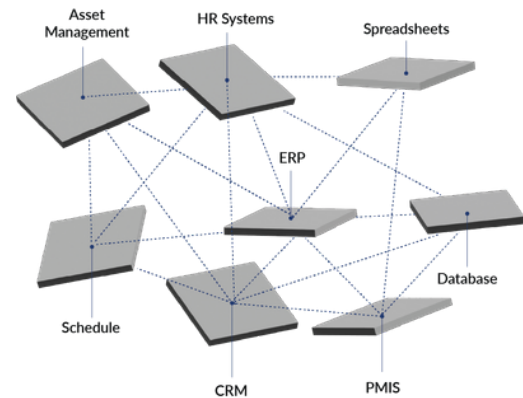 Asset
Management
HR Systems
Spreadsheets
ERP
Database
Schedule
CRM
PMIS